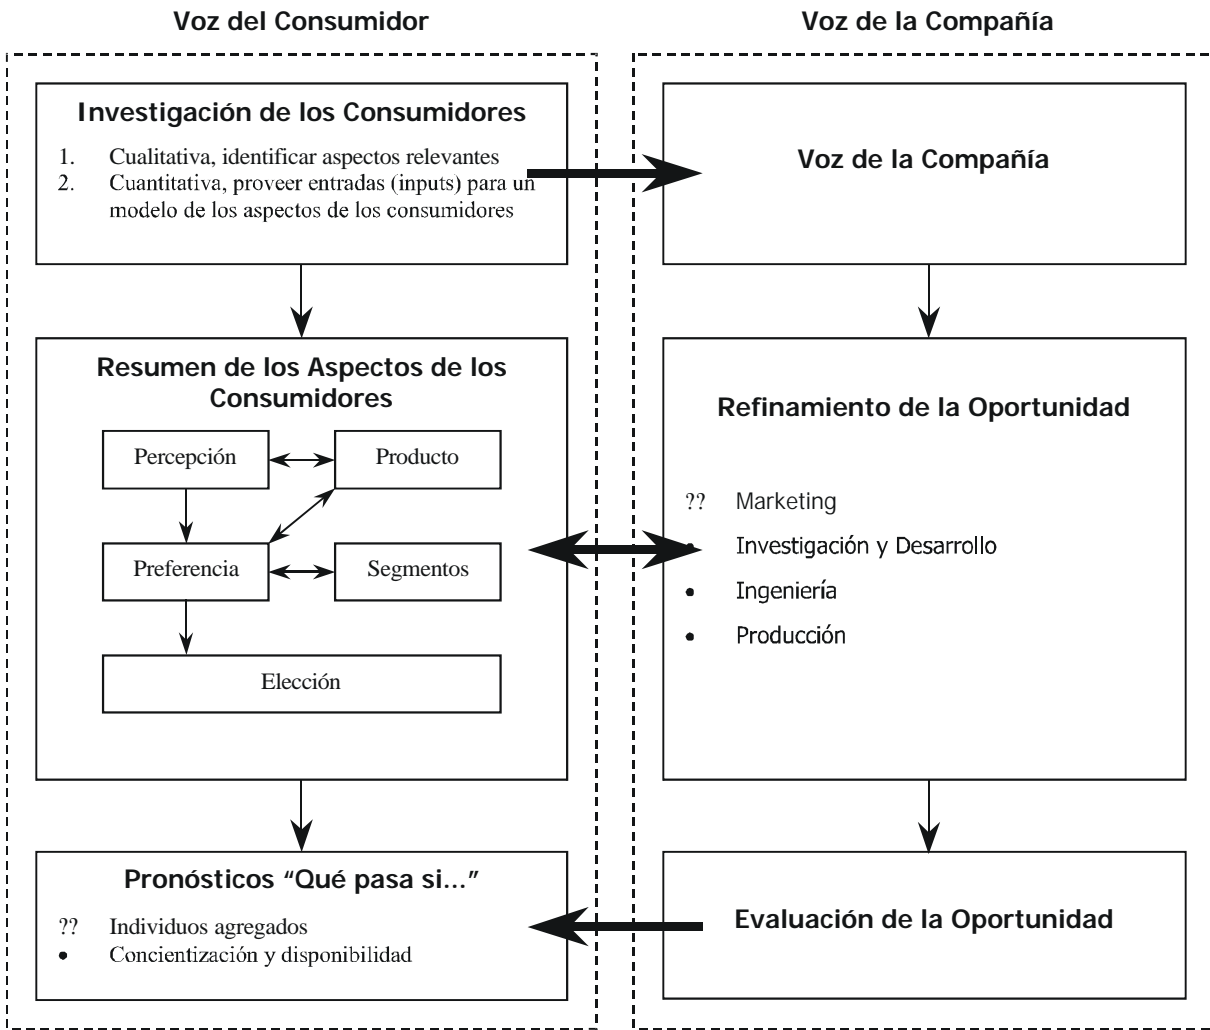 Voz del Consumidor
Voz de la Compañía
Investigación de los Consumidores
1. Cualitativa, identificar aspectos relevantes
2. Cuantitativa, proveer entradas (inputs) para un
modelo de los aspectos de los consumidores
Voz de la Compañía
Resumen de los Aspectos de los
Consumidores
Percepción
Producto
Preferencia
Segmentos
Elección
Refinamiento de la Oportunidad
?? Marketing
• Investigación y Desarrollo
• Ingeniería
• Producción
Pronósticos “Qué pasa si...”
?? Individuos agregados
• Concientización y disponibilidad
Evaluación de la Oportunidad